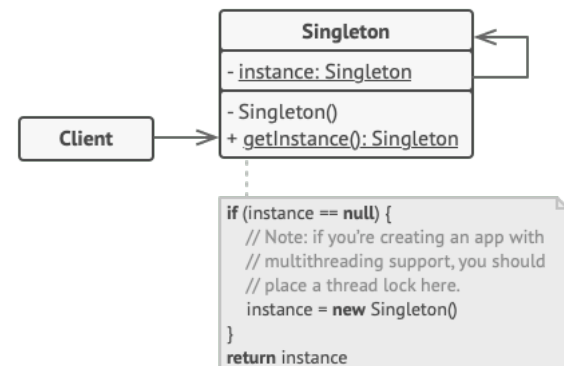 Singleton
- instance: Singleton
- Singleton()
+ getInstance(): Singleton
Client
if (instance == null) {
// Note: if you're creating an app with
// multithreading support, you should
// place a thread lock here.
instance = new Singleton()
}
return instance